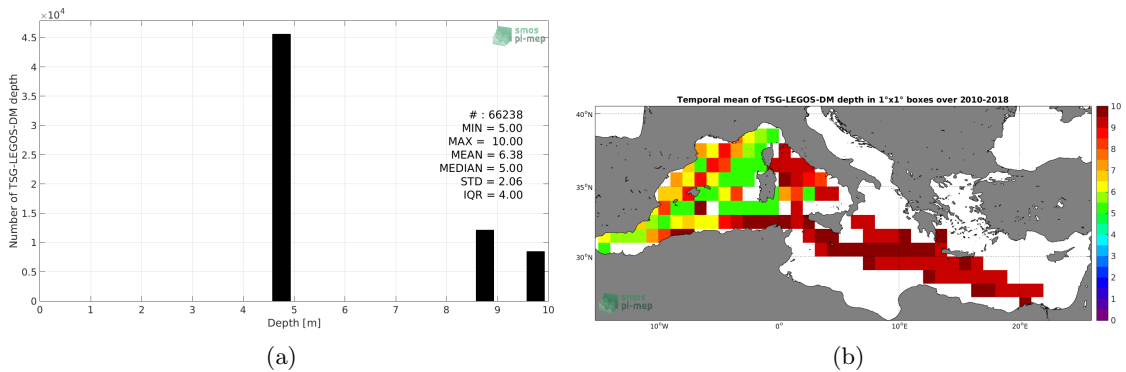 ×10⁴
4.5
4
3.5
3
2.5
2
1.5
1
0.5
0
Number of TSG-LEGOS-DM depth
smos
pi-mep
# : 66238
MIN = 5.00
MAX = 10.00
MEAN = 6.38
MEDIAN = 5.00
STD = 2.06
IQR = 4.00
0 1 2 3 4 5 6 7 8 9 10
Depth [m]
(a)
Temporal mean of TSG-LEGOS-DM depth in 1°x1° boxes over 2010-2018
40°N
35°N
30°N
10°W 0° 10°E 20°E
smos
pi-mep
10
9
8
7
6
5
4
3
2
1
0
(b)